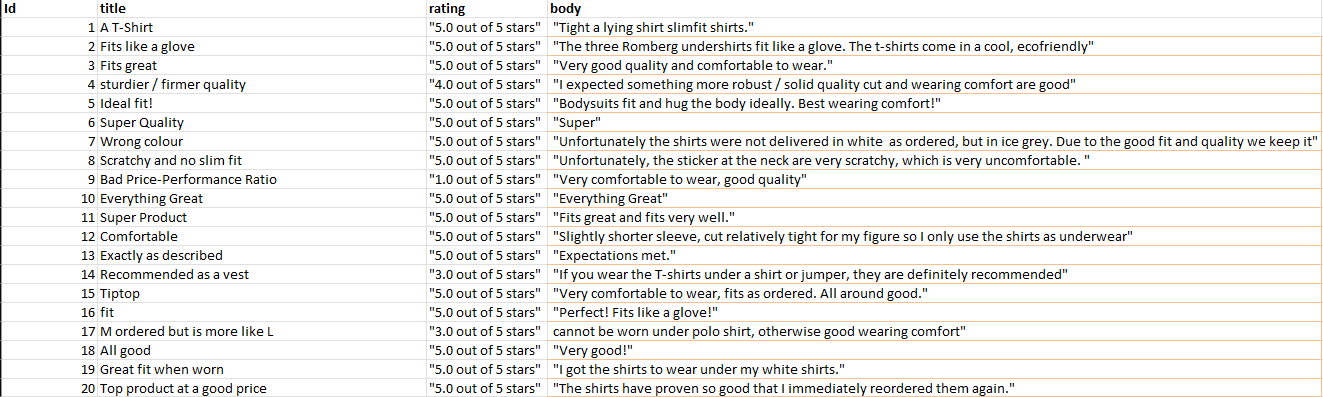 Id title rating body
1 A T-Shirt "5.0 out of 5 stars" "Tight a lying shirt slimfit shirts."
2 Fits like a glove "5.0 out of 5 stars" "The three Romberg undershirts fit like a glove. The t-shirts come in a cool, ecofriendly"
3 Fits great "5.0 out of 5 stars" "Very good quality and comfortable to wear."
4 sturdier / firmer quality "4.0 out of 5 stars" "I expected something more robust / solid quality cut and wearing comfort are good"
5 Ideal fit! "5.0 out of 5 stars" "Bodysuits fit and hug the body ideally. Best wearing comfort!"
6 Super Quality "5.0 out of 5 stars" "Super"
7 Wrong colour "5.0 out of 5 stars" "Unfortunately the shirts were not delivered in white  as ordered, but in ice grey. Due to the good fit and quality we keep it"
8 Scratchy and no slim fit "5.0 out of 5 stars" "Unfortunately, the sticker at the neck are very scratchy, which is very uncomfortable. "
9 Bad Price-Performance Ratio "1.0 out of 5 stars" "Very comfortable to wear, good quality"
10 Everything Great "5.0 out of 5 stars" "Everything Great"
11 Super Product "5.0 out of 5 stars" "Fits great and fits very well."
12 Comfortable "5.0 out of 5 stars" "Slightly shorter sleeve, cut relatively tight for my figure so I only use the shirts as underwear"
13 Exactly as described "5.0 out of 5 stars" "Expectations met."
14 Recommended as a vest "3.0 out of 5 stars" "If you wear the T-shirts under a shirt or jumper, they are definitely recommended"
15 Tiptop "5.0 out of 5 stars" "Very comfortable to wear, fits as ordered. All around good."
16 fit "5.0 out of 5 stars" "Perfect! Fits like a glove!"
17 M ordered but is more like L "3.0 out of 5 stars" cannot be worn under polo shirt, otherwise good wearing comfort"
18 All good "5.0 out of 5 stars" "Very good!"
19 Great fit when worn "5.0 out of 5 stars" "I got the shirts to wear under my white shirts."
20 Top product at a good price "5.0 out of 5 stars" "The shirts have proven so good that I immediately reordered them again."